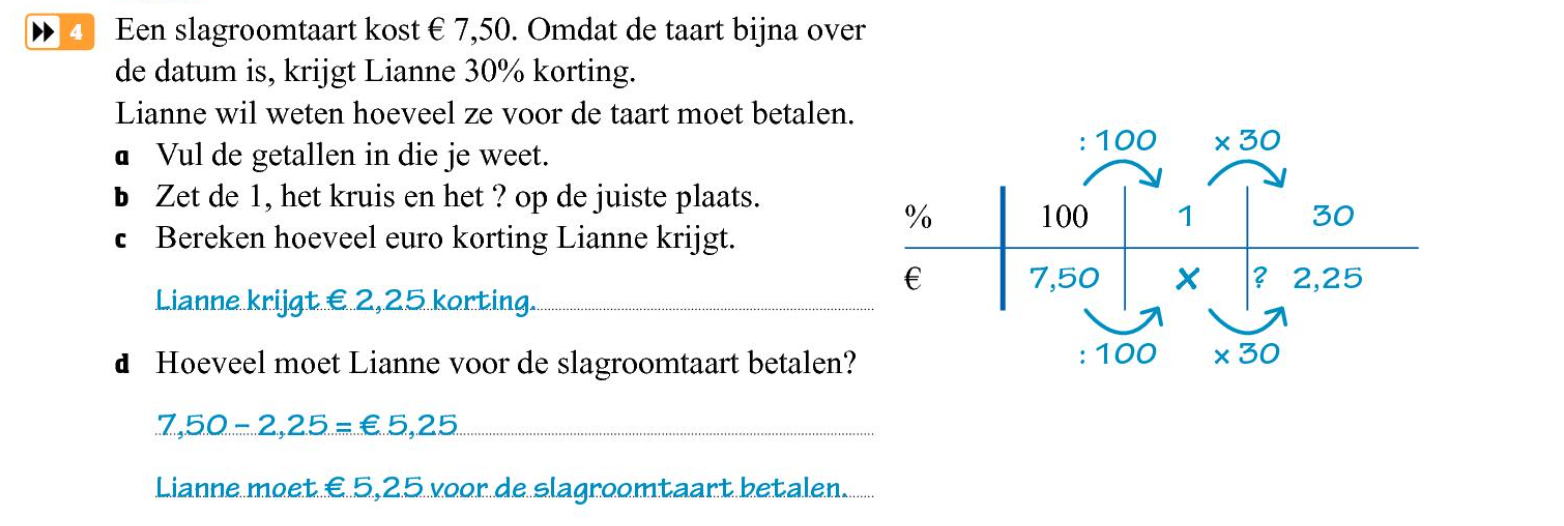 4 Een slagroomtaart kost € 7,50. Omdat de taart bijna over
de datum is, krijgt Lianne 30% korting.
Lianne wil weten hoeveel ze voor de taart moet betalen.
a Vul de getallen in die je weet.
b Zet de 1, het kruis en het ? op de juiste plaats.
c Bereken hoeveel euro korting Lianne krijgt.
Lianne krijgt € 2,25 korting.
d Hoeveel moet Lianne voor de slagroomtaart betalen?
7,50 – 2,25 = € 5,25
Lianne moet € 5,25 voor de slagroomtaart betalen.
: 100 x 30
% 100 1 30
€ 7,50 x ? 2,25
: 100 x 30